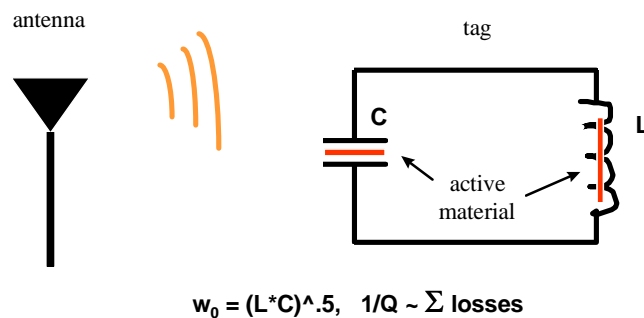 antenna
tag
C
L
active
material
w₀ = (L*C)^.5, 1/Q ~ Σ losses